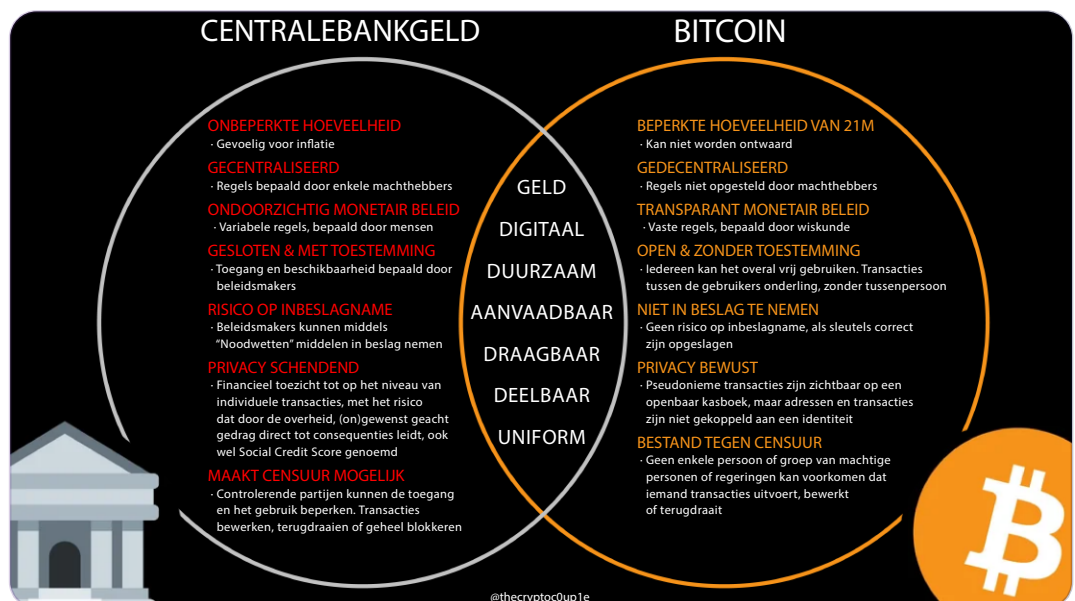 CENTRALEBANKGELD
ONBEPERKTE HOEVEELHEID
· Gevoelig voor inflatie
GECENTRALISEERD
· Regels bepaald door enkele machthebbers
ONDOORZICHTIG MONETAIR BELEID
· Variabele regels, bepaald door mensen
GESLOTEN & MET TOESTEMMING
· Toegang en beschikbaarheid bepaald door
beleidsmakers
RISICO OP INBESLAGNAME
· Beleidsmakers kunnen middels
“Noodwetten” middelen in beslag nemen
PRIVACY SCHENDEND
· Financieel toezicht tot op het niveau van
individuele transacties, met het risico
dat door de overheid, (on)gewenst geacht
gedrag direct tot consequenties leidt, ook
wel Social Credit Score genoemd
MAAKT CENSUUR MOGELIJK
· Controlerende partijen kunnen de toegang
en het gebruik beperken. Transacties
bewerken, terugdraaien of geheel blokkeren
GELD
DIGITAAL
DUURZAAM
AANVAADBAAR
DRAAGBAAR
DEELBAAR
UNIFORM
BITCOIN
BEPERKTE HOEVEELHEID VAN 21M
· Kan niet worden ontwaard
GEDECENTRALISEERD
· Regels niet opgesteld door machthebbers
TRANSPARANT MONETAIR BELEID
· Vaste regels, bepaald door wiskunde
OPEN & ZONDER TOESTEMMING
· Iedereen kan het overal vrij gebruiken. Transacties
tussen de gebruikers onderling, zonder tussenpersoon
NIET IN BESLAG TE NEMEN
· Geen risico op inbeslagname, als sleutels correct
zijn opgeslagen
PRIVACY BEWUST
· Pseudonieme transacties zijn zichtbaar op een
openbaar kasboek, maar adressen en transacties
zijn niet gekoppeld aan een identiteit
BESTAND TEGEN CENSUUR
· Geen enkele persoon of groep van machtige
personen of regeringen kan voorkomen dat
iemand transacties uitvoert, bewerkt
of terugdraait
@thecryptoc0up1e